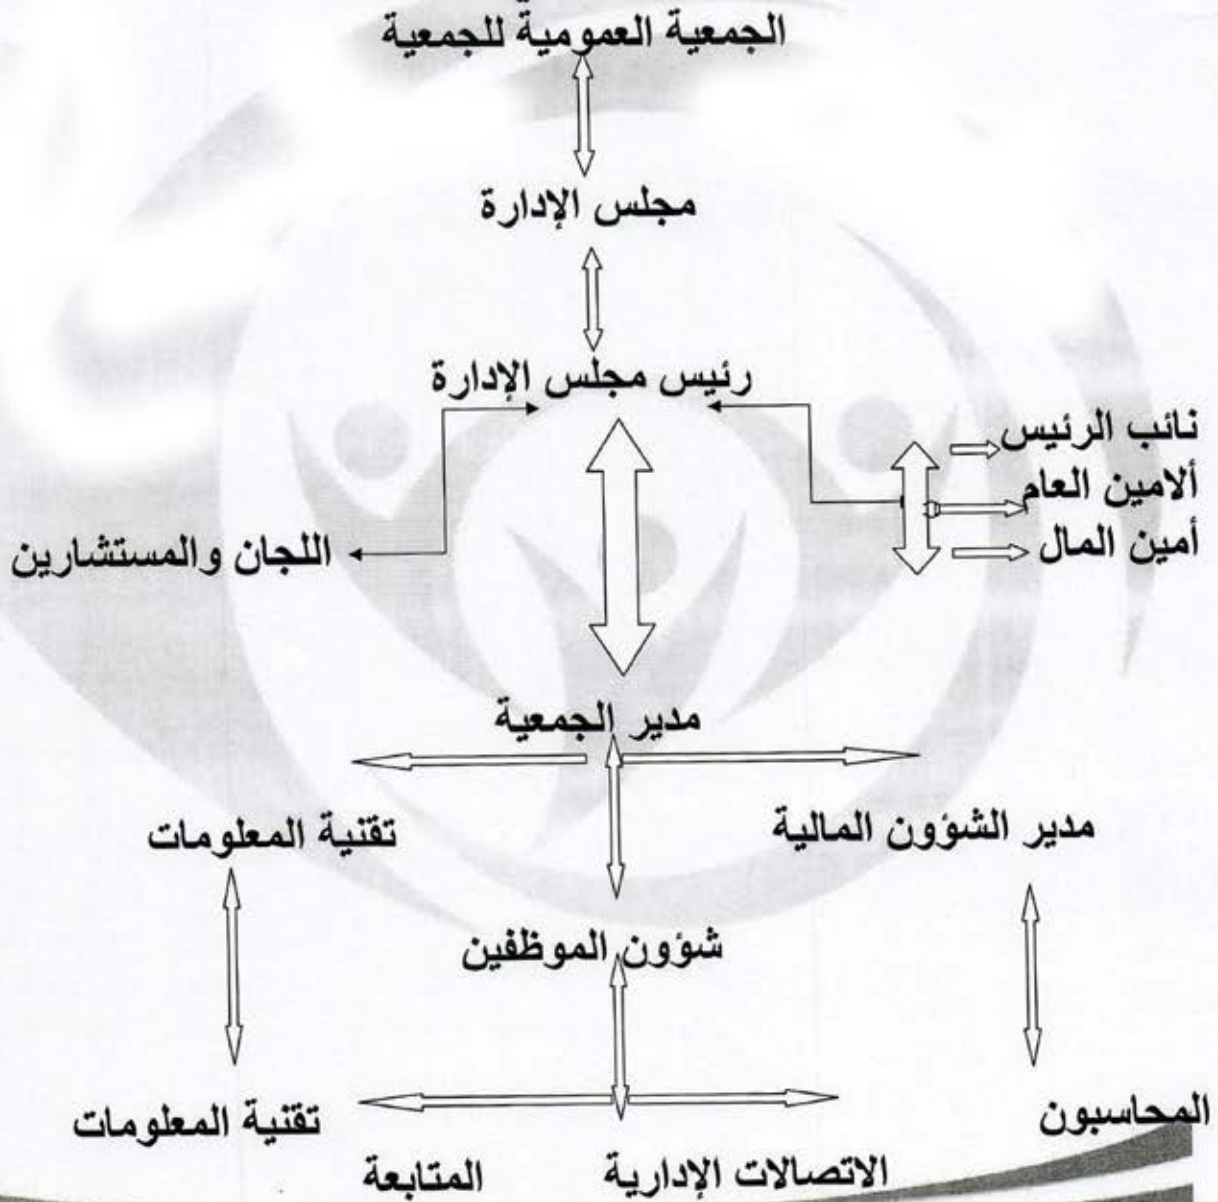 الجمعية العمومية للجمعية
مجلس الإدارة
رئيس مجلس الإدارة
نائب الرئيس
ألامين العام
أمين المال
اللجان والمستشارين
مدير الجمعية
مدير الشؤون المالية
تقنية المعلومات
شؤون الموظفين
المحاسبون
تقنية المعلومات
الاتصالات الإدارية
المتابعة